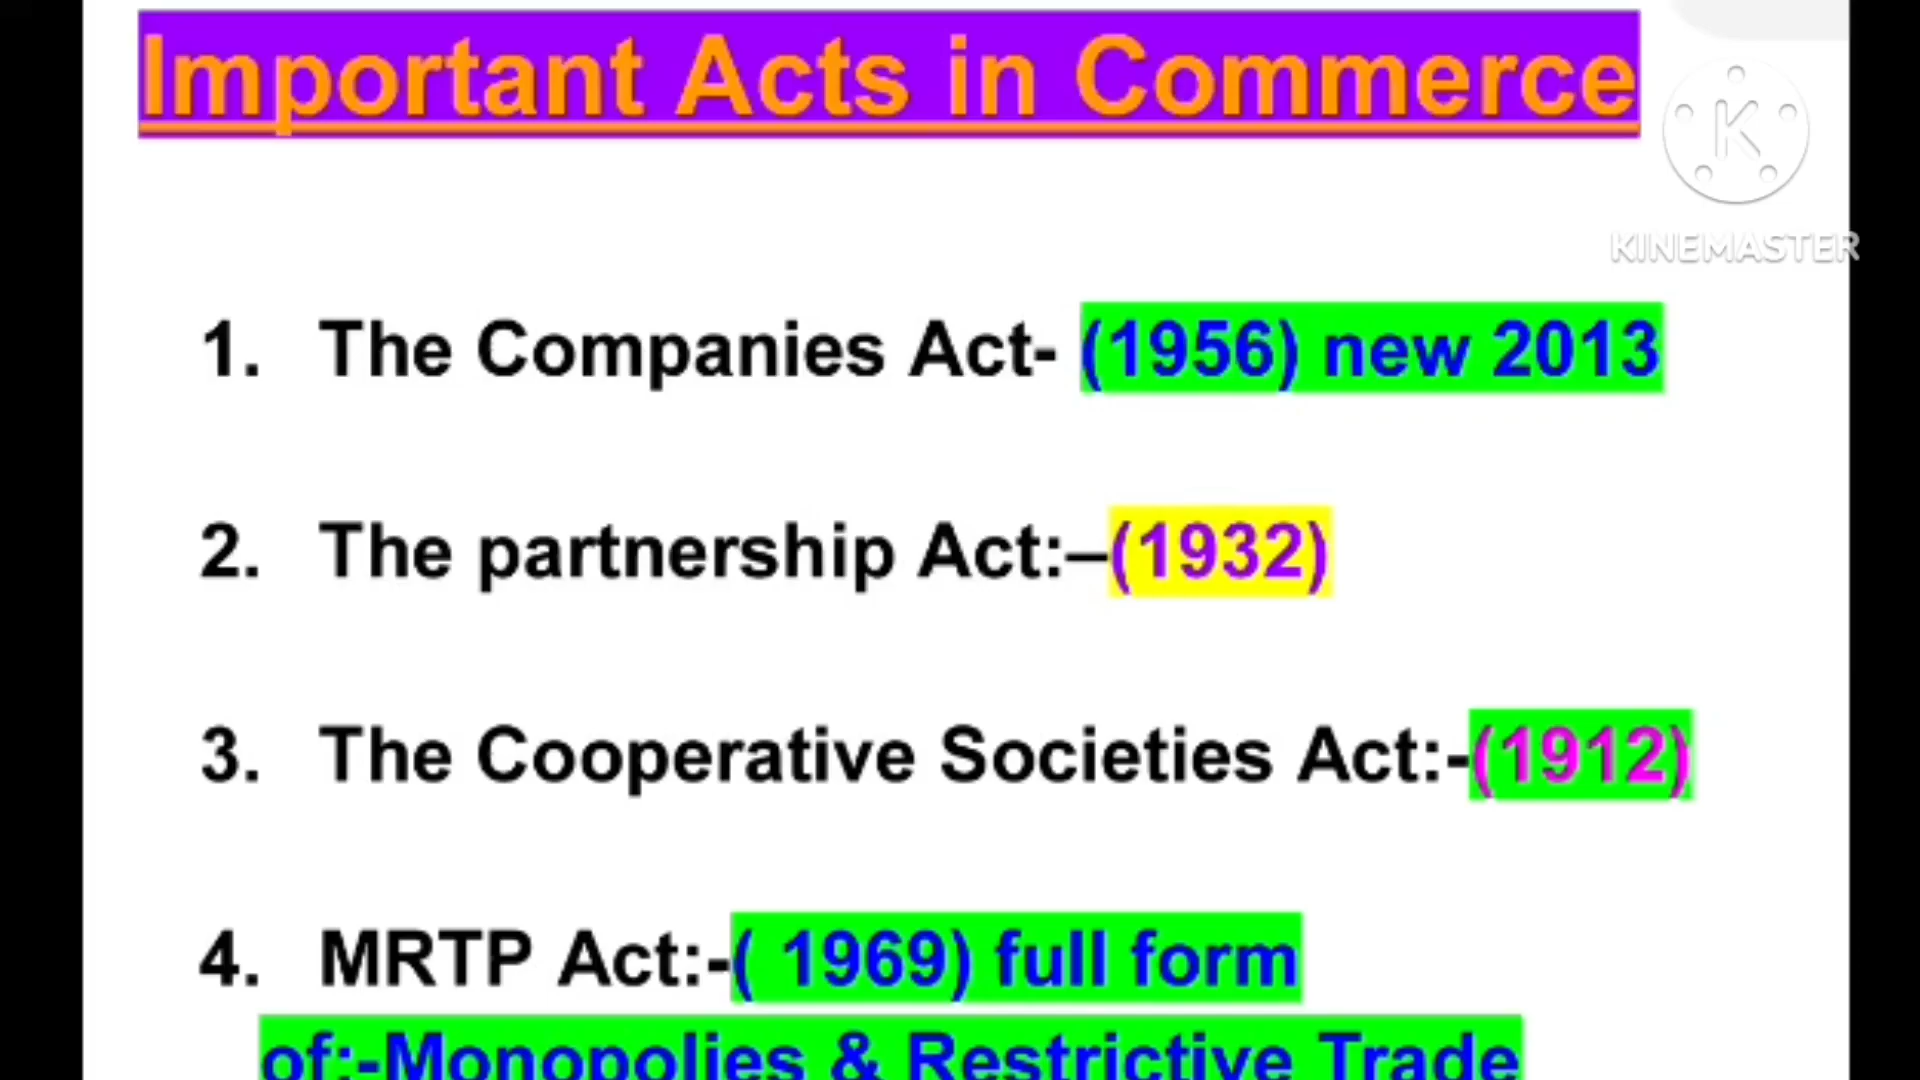 Important Acts in Commerce
K
KINEMASTER
1. The Companies Act- (1956) new 2013
2. The partnership Act:–(1932)
3. The Cooperative Societies Act:-(1912)
4. MRTP Act:-( 1969) full form
of:-Monopolies & Restrictive Trade